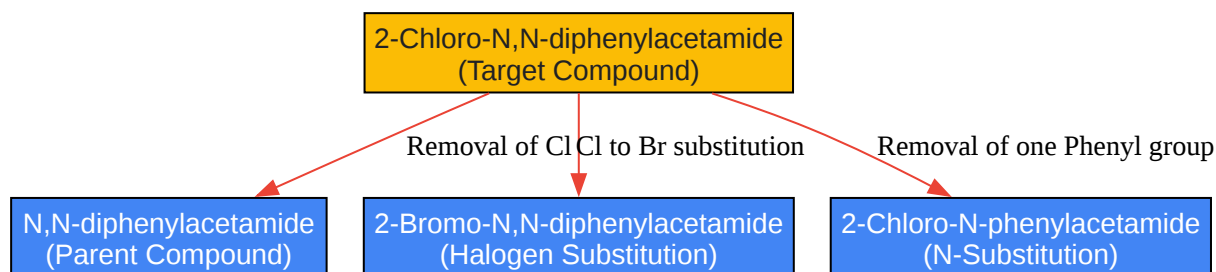 2-Chloro-N,N-diphenylacetamide
(Target Compound)
Removal of Cl
Cl to Br substitution
Removal of one Phenyl group
N,N-diphenylacetamide
(Parent Compound)
2-Bromo-N,N-diphenylacetamide
(Halogen Substitution)
2-Chloro-N-phenylacetamide
(N-Substitution)